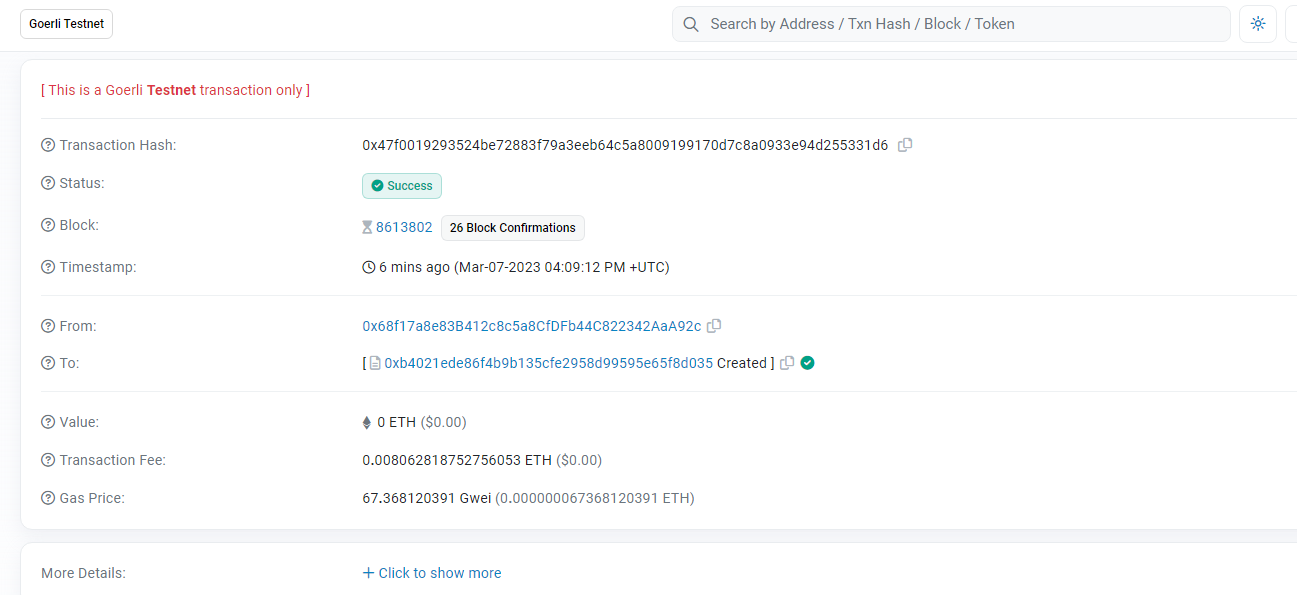 Goerli Testnet
Search by Address / Txn Hash / Block / Token
[ This is a Goerli Testnet transaction only ]
Transaction Hash: 0x47f0019293524be72883f79a3eeb64c5a8009199170d7c8a0933e94d255331d6
Status: Success
Block: 8613802 26 Block Confirmations
Timestamp: 6 mins ago (Mar-07-2023 04:09:12 PM +UTC)
From: 0x68f17a8e83B412c8c5a8CfDFb44C822342AaA92c
To: [ 0xb4021ede86f4b9b135cfe2958d99595e65f8d035 Created ]
Value: 0 ETH ($0.00)
Transaction Fee: 0.008062818752756053 ETH ($0.00)
Gas Price: 67.368120391 Gwei (0.000000067368120391 ETH)
More Details: + Click to show more